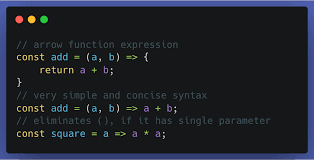 // arrow function expression
const add = (a, b) => {
    return a + b;
}
// very simple and concise syntax
const add = (a, b) => a + b;
// eliminates (), if it has single parameter
const square = a => a * a;